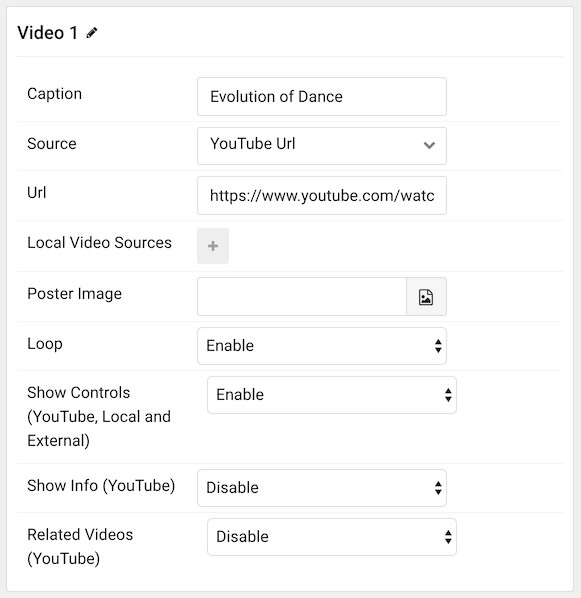 Video 1
Caption
Evolution of Dance
Source
YouTube Url
Url
https://www.youtube.com/watc
Local Video Sources
+
Poster Image
Loop
Enable
Show Controls
(YouTube, Local and
External)
Enable
Show Info (YouTube)
Disable
Related Videos
(YouTube)
Disable